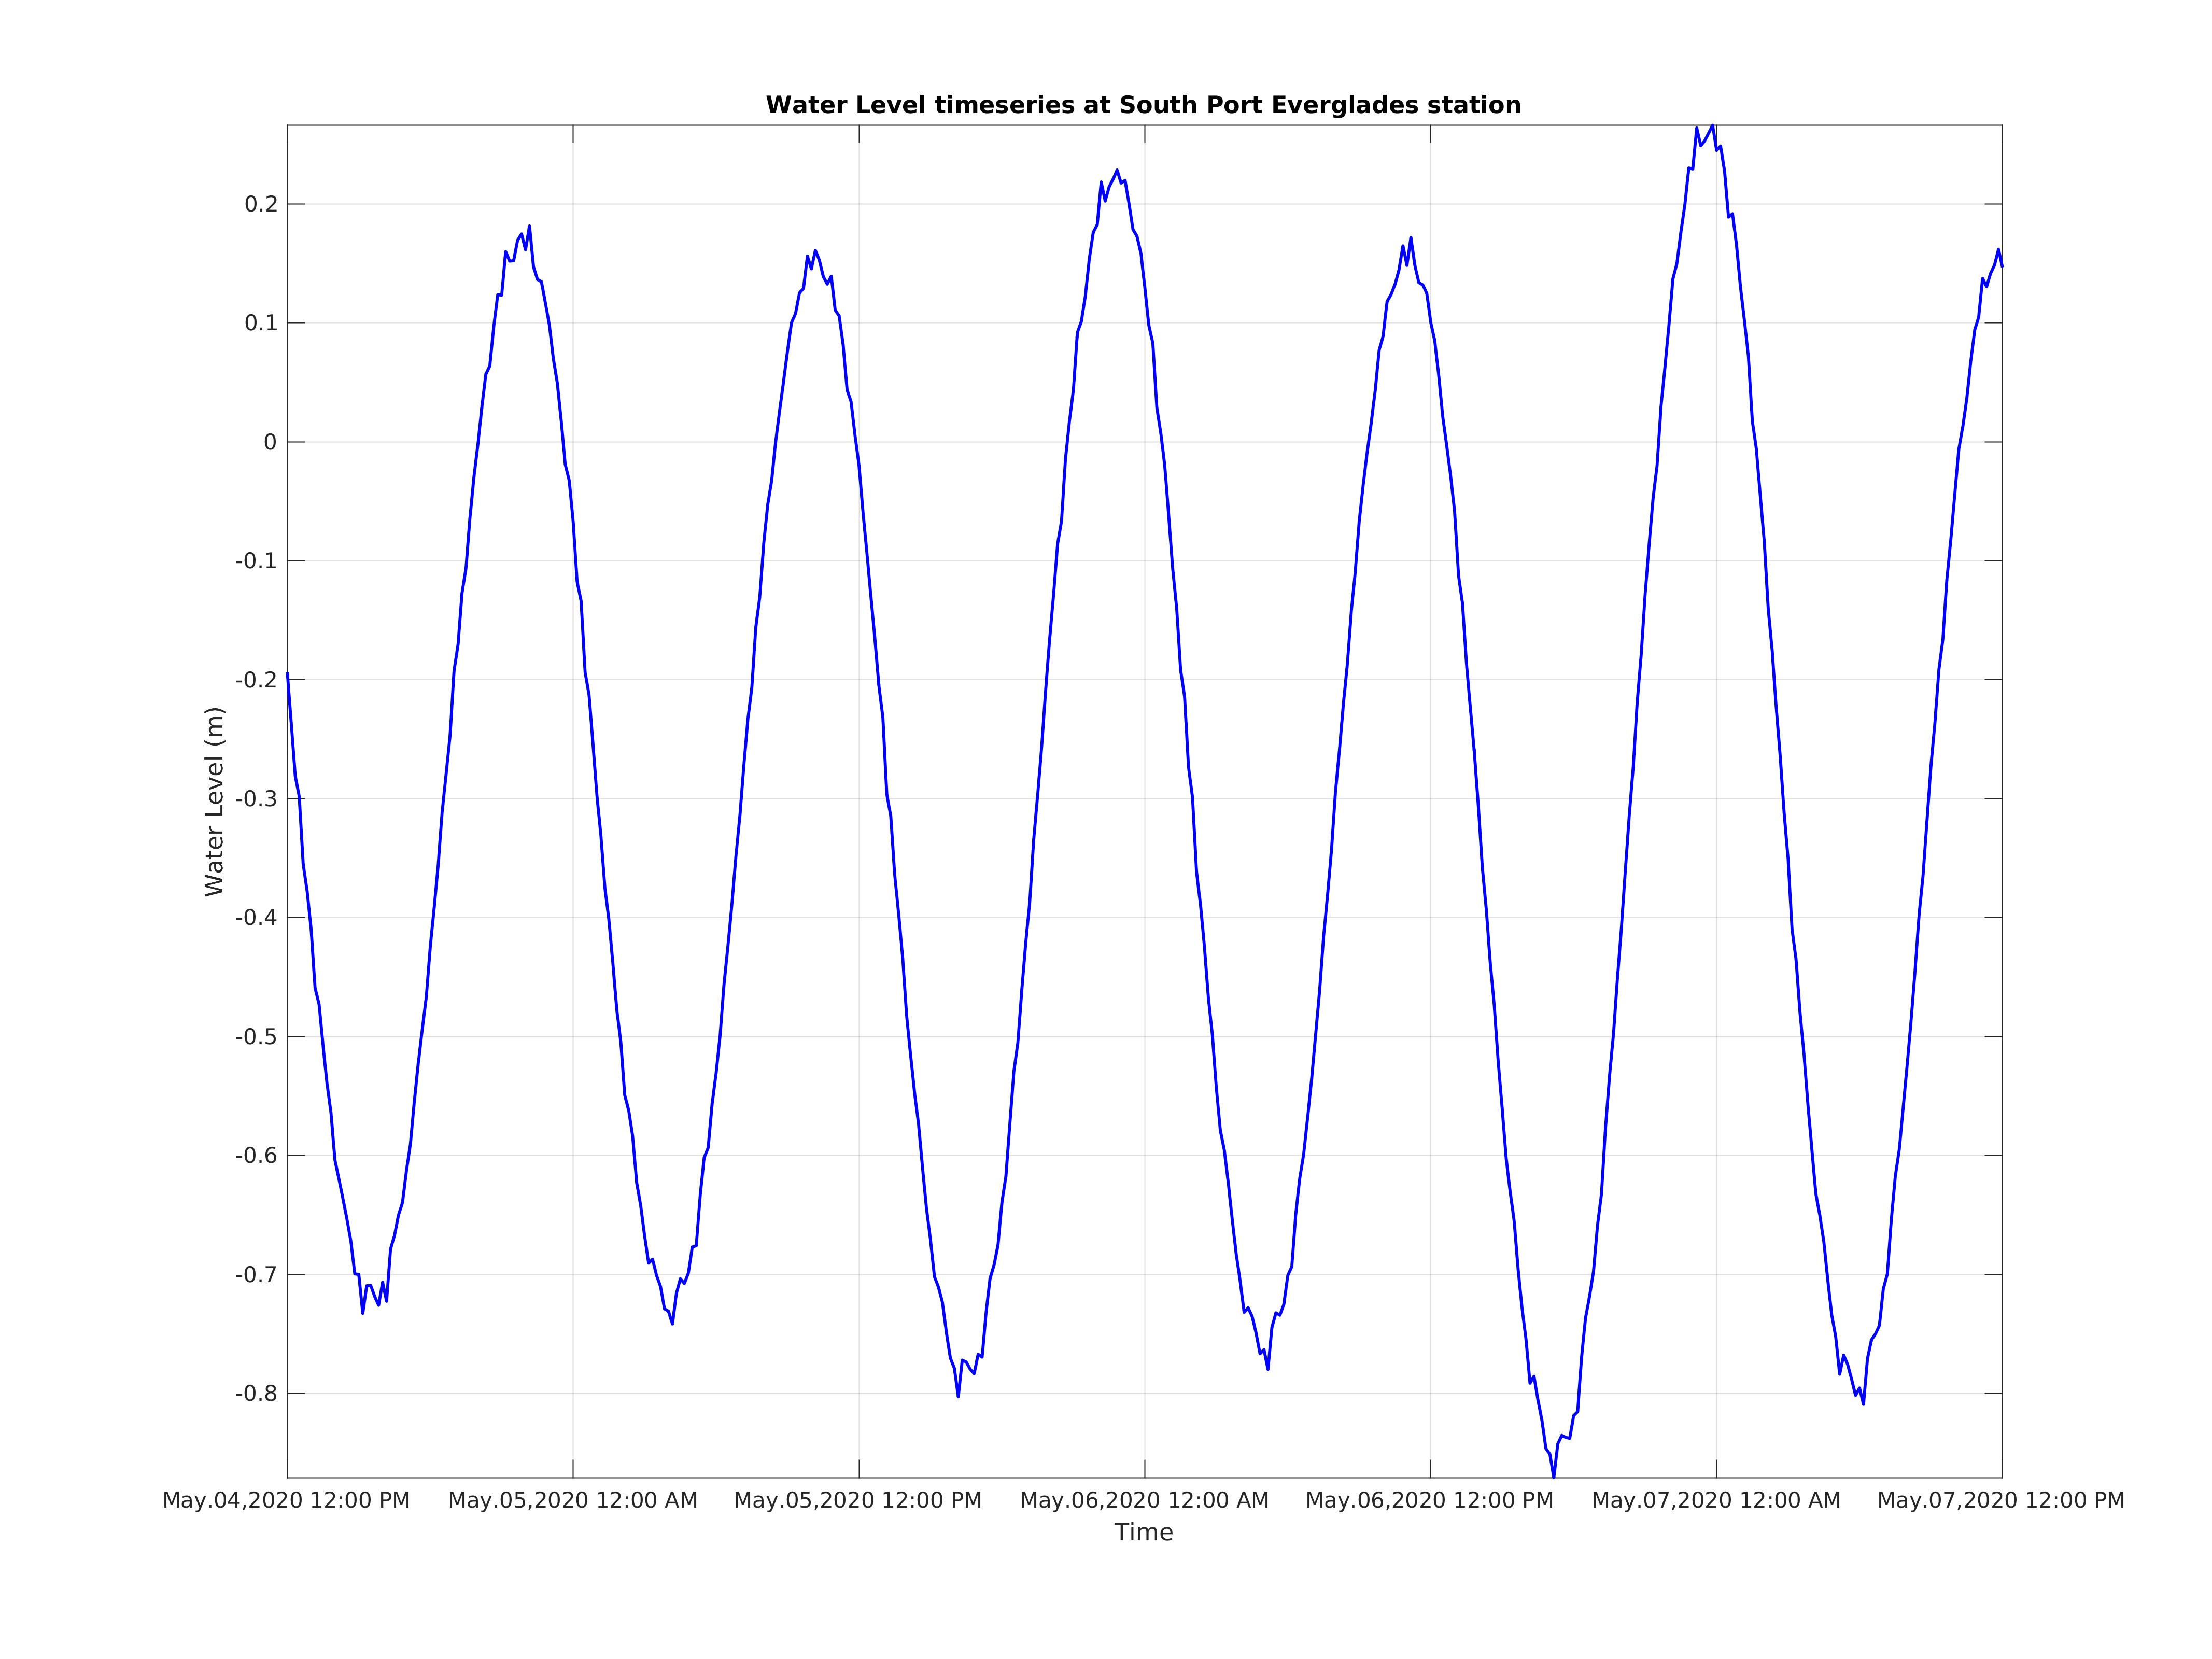 Water Level timeseries at South Port Everglades station
0.2
0.1
0
-0.1
-0.2
-0.3
-0.4
-0.5
-0.6
-0.7
-0.8
Water Level (m)
May.04,2020 12:00 PM May.05,2020 12:00 AM May.05,2020 12:00 PM May.06,2020 12:00 AM May.06,2020 12:00 PM May.07,2020 12:00 AM May.07,2020 12:00 PM
Time